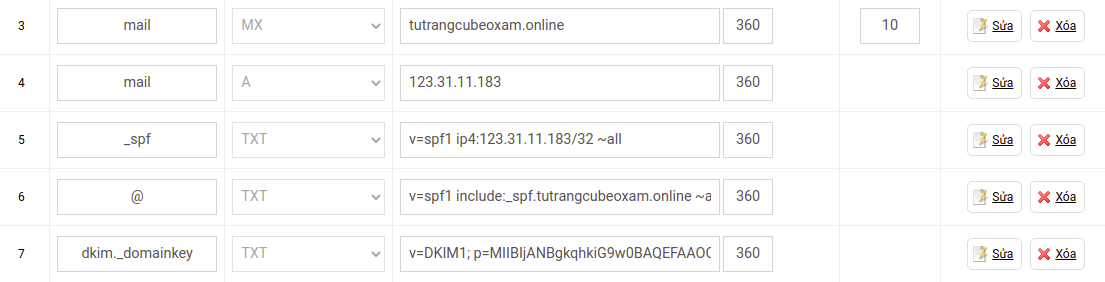 3 mail MX tutrangcubeoxam.online 360 10 Sửa Xóa
4 mail A 123.31.11.183 360 Sửa Xóa
5 _spf TXT v=spf1 ip4:123.31.11.183/32 ~all 360 Sửa Xóa
6 @ TXT v=spf1 include:_spf.tutrangcubeoxam.online ~a 360 Sửa Xóa
7 dkim._domainkey TXT v=DKIM1; p=MIIBIjANBgkqhkiG9w0BAQEFAAOC 360 Sửa Xóa